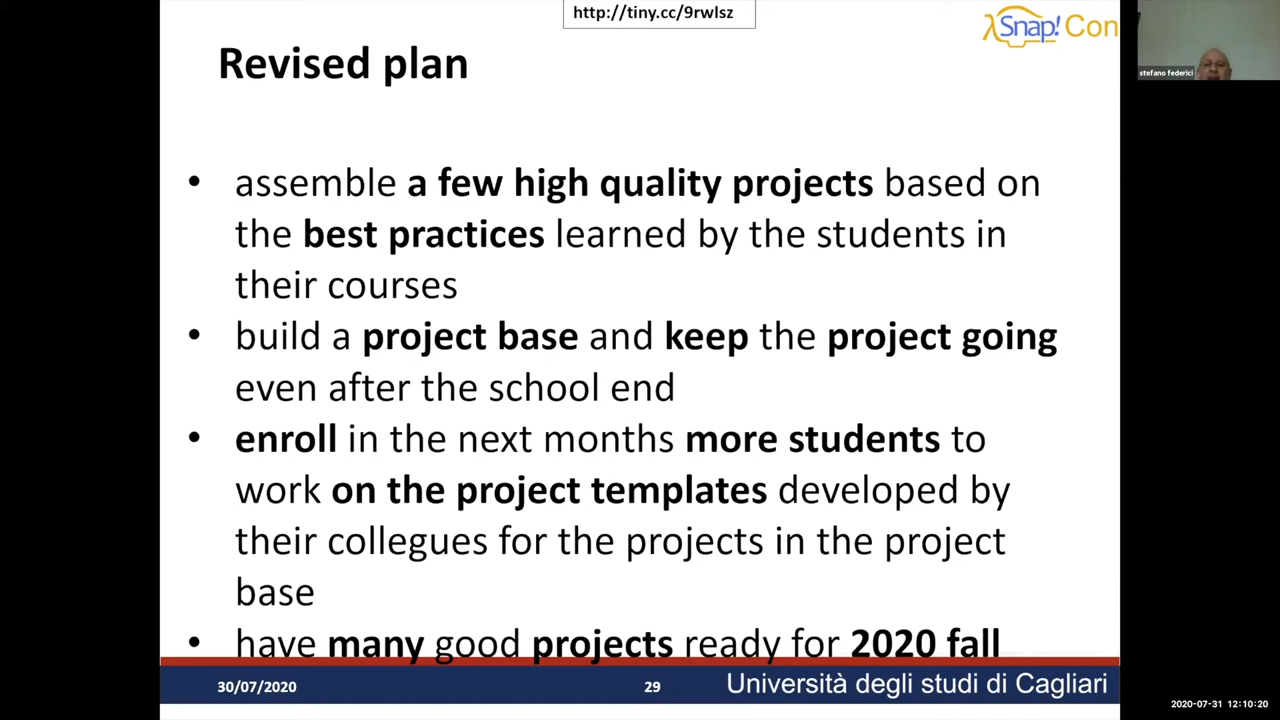 http://tiny.cc/9rwlsz
λSnap! Con
stefano federici
Revised plan
• assemble a few high quality projects based on
the best practices learned by the students in
their courses
• build a project base and keep the project going
even after the school end
• enroll in the next months more students to
work on the project templates developed by
their collegues for the projects in the project
base
• have many good projects ready for 2020 fall
30/07/2020
29
Università degli studi di Cagliari
2020-07-31 12:10:20